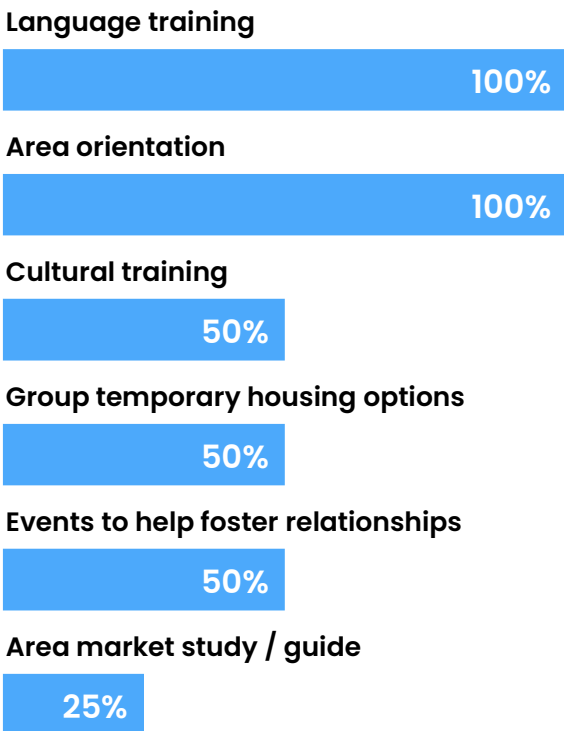 Language training
100%
Area orientation
100%
Cultural training
50%
Group temporary housing options
50%
Events to help foster relationships
50%
Area market study / guide
25%